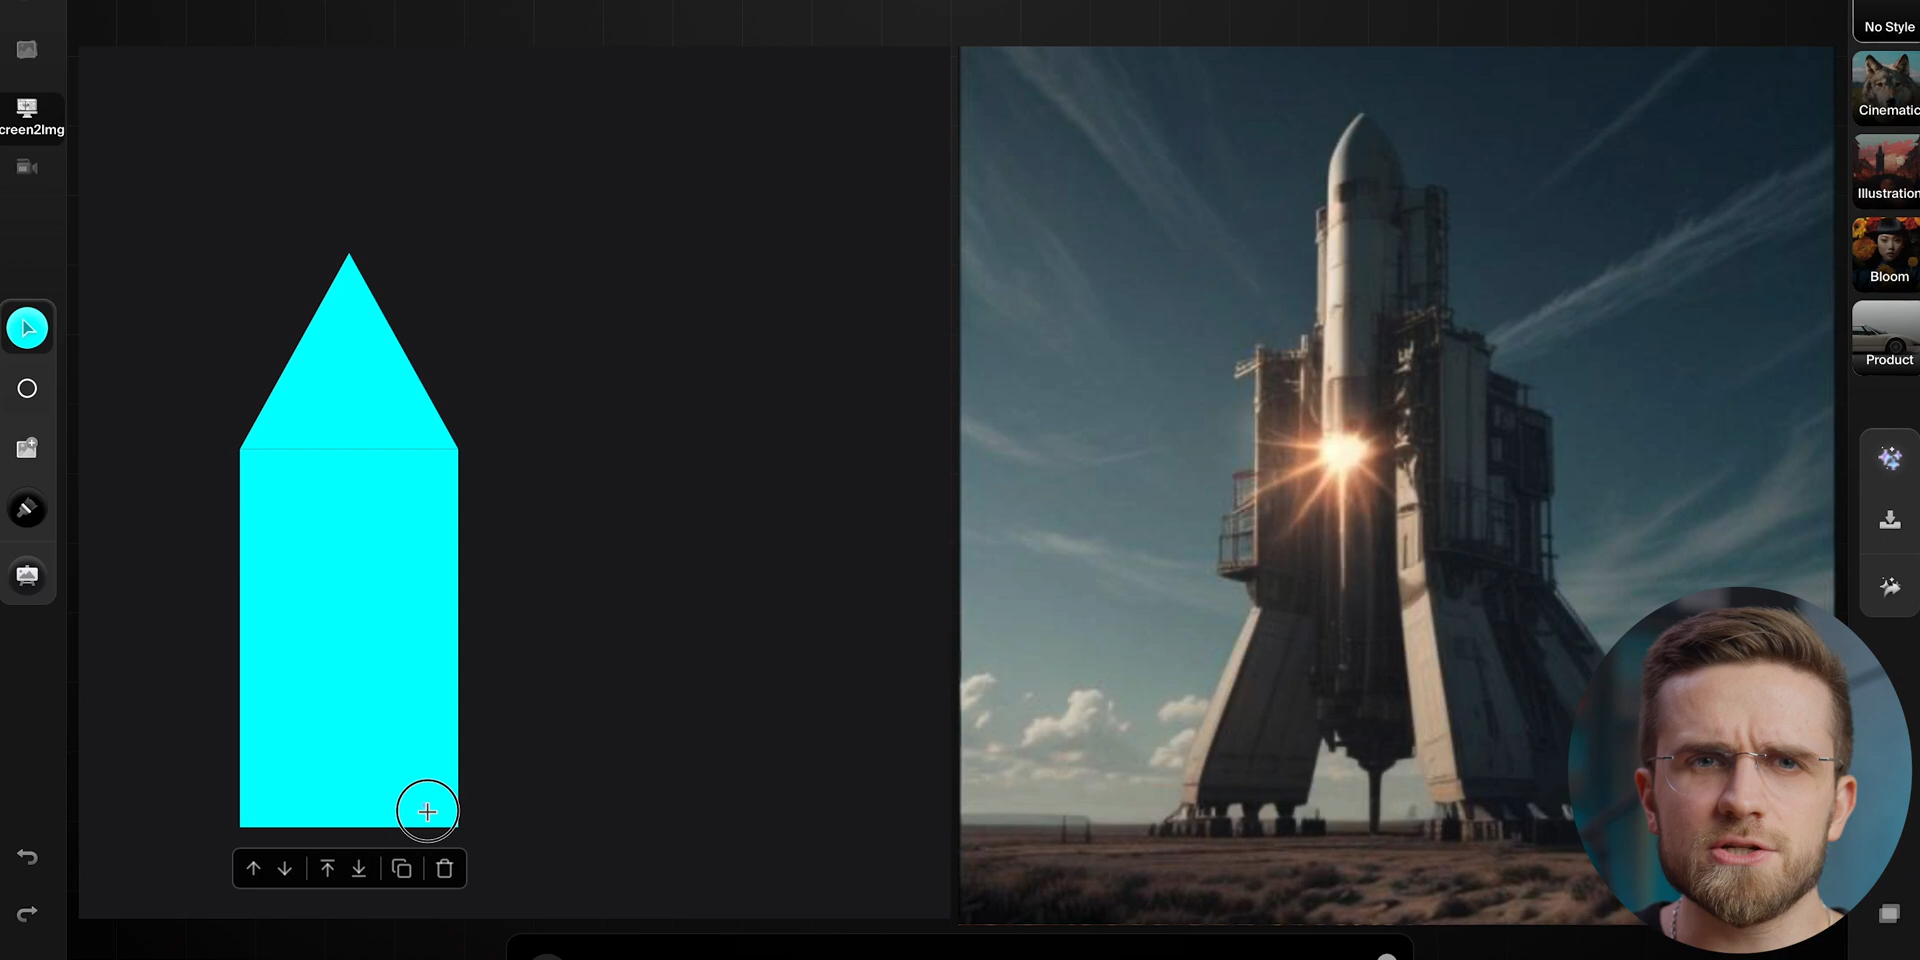 No Style
creen2Img
Cinematic
Illustration
Bloom
Product